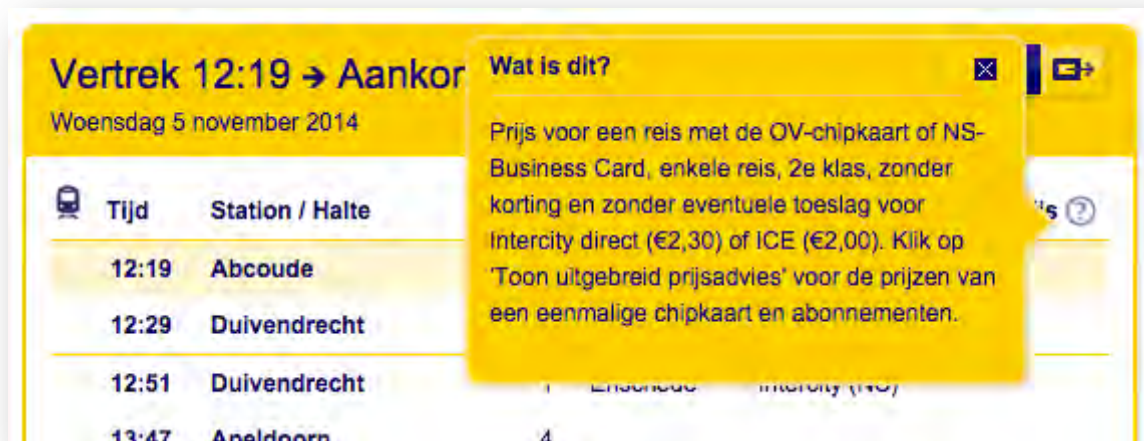 Vertrek 12:19 → Aankor
Woensdag 5 november 2014
Wat is dit?
Prijs voor een reis met de OV-chipkaart of NS-
Business Card, enkele reis, 2e klas, zonder
korting en zonder eventuele toeslag voor
Intercity direct (€2,30) of ICE (€2,00). Klik op
'Toon uitgebreid prijsadvies' voor de prijzen van
een eenmalige chipkaart en abonnementen.
Tijd Station / Halte
12:19 Abcoude
12:29 Duivendrecht
12:51 Duivendrecht 1 Enschede Intercity (NS)
13:47 Apeldoorn 4